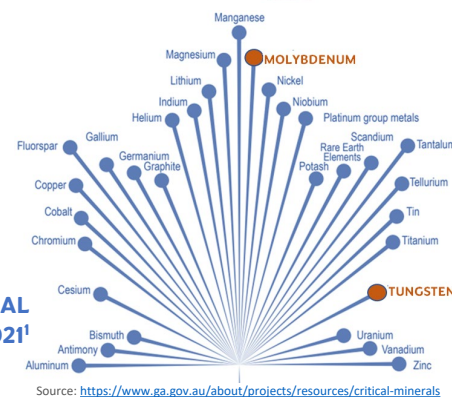 Manganese
Magnesium
MOLYBDENUM
Lithium
Nickel
Indium
Niobium
Helium
Platinum group metals
Fluorspar
Gallium
Scandium
Tantalum
Germanium
Rare Earth
Elements
Graphite
Potash
Copper
Tellurium
Cobalt
Tin
Chromium
Titanium
Cesium
TUNGSTEN
AL
021¹
Bismuth
Uranium
Antimony
Vanadium
Aluminum
Zinc
Source: https://www.ga.gov.au/about/projects/resources/critical-minerals